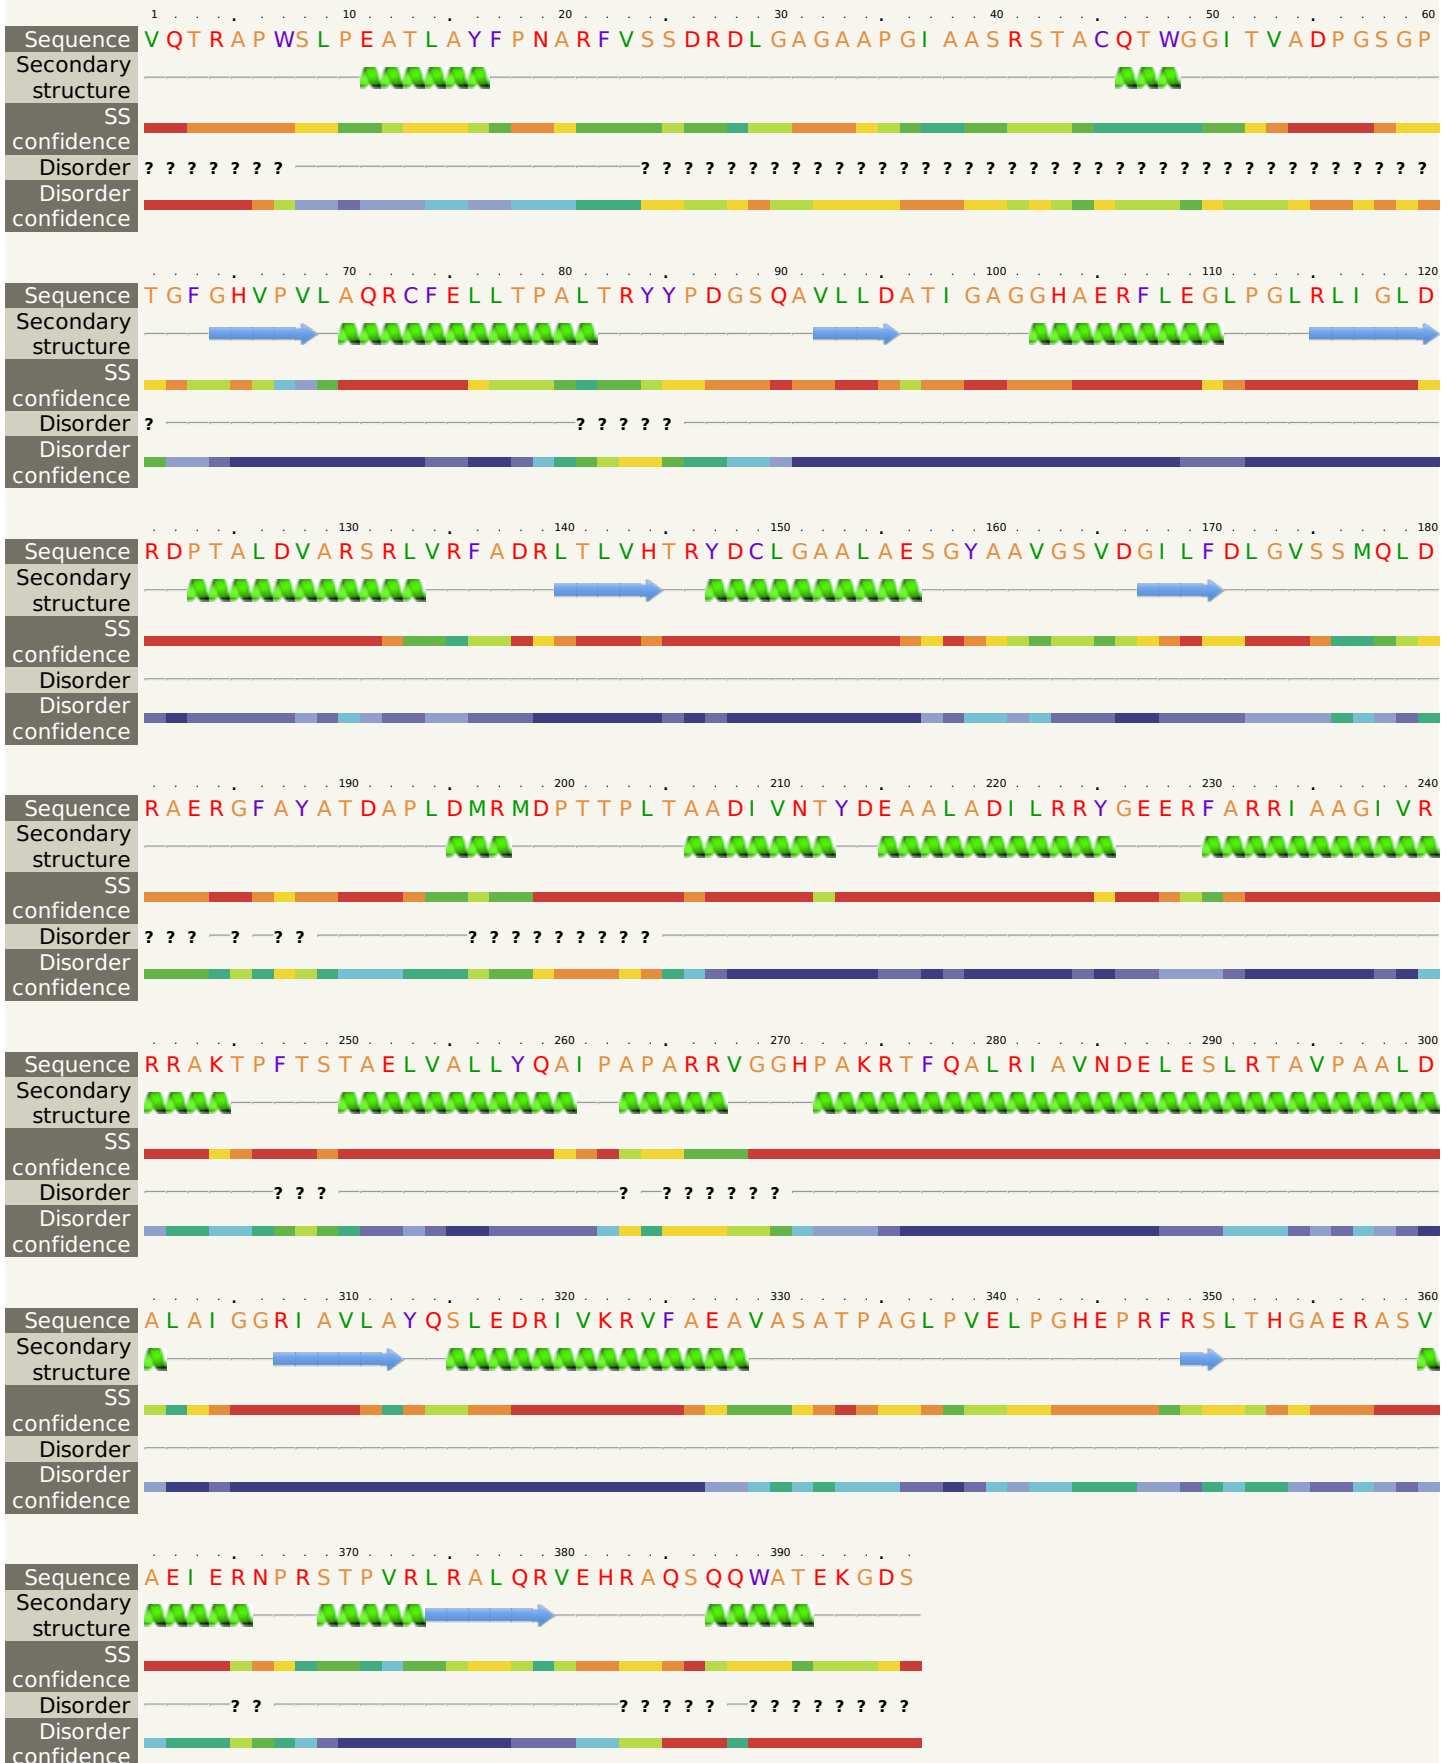 1 10 20 30 40 50 60
Sequence V Q T R A P W S L P E A T L A Y F P N A R F V S S D R D L G A G A A P G I A A S R S T A C Q T W G G I T V A D P G S G P
Secondary
structure
SS
confidence
Disorder ? ? ? ? ? ? ? ? ? ? ? ? ? ? ? ? ? ? ? ? ? ? ? ? ? ? ? ? ? ? ? ? ? ? ? ? ? ? ? ? ? ? ? ?
Disorder
confidence
70 80 90 100 110 120
Sequence T G F G H V P V L A Q R C F E L L T P A L T R Y Y P D G S Q A V L L D A T I G A G G H A E R F L E G L P G L R L I G L D
Secondary
structure
SS
confidence
Disorder ? ? ? ? ? ?
Disorder
confidence
130 140 150 160 170 180
Sequence R D P T A L D V A R S R L V R F A D R L T L V H T R Y D C L G A A L A E S G Y A A V G S V D G I L F D L G V S S M Q L D
Secondary
structure
SS
confidence
Disorder
Disorder
confidence
190 200 210 220 230 240
Sequence R A E R G F A Y A T D A P L D M R M D P T T P L T A A D I V N T Y D E A A L A D I L R R Y G E E R F A R R I A A G I V R
Secondary
structure
SS
confidence
Disorder ? ? ? ? ? ? ? ? ? ? ? ? ? ? ?
Disorder
confidence
250 260 270 280 290 300
Sequence R R A K T P F T S T A E L V A L L Y Q A I P A P A R R V G G H P A K R T F Q A L R I A V N D E L E S L R T A V P A A L D
Secondary
structure
SS
confidence
Disorder ? ? ? ? ? ? ? ? ? ?
Disorder
confidence
310 320 330 340 350 360
Sequence A L A I G G R I A V L A Y Q S L E D R I V K R V F A E A V A S A T P A G L P V E L P G H E P R F R S L T H G A E R A S V
Secondary
structure
SS
confidence
Disorder
Disorder
confidence
370 380 390
Sequence A E I E R N P R S T P V R L R A L Q R V E H R A Q S Q Q W A T E K G D S
Secondary
structure
SS
confidence
Disorder ? ? ? ? ? ? ? ? ? ? ? ? ? ? ?
Disorder
confidence